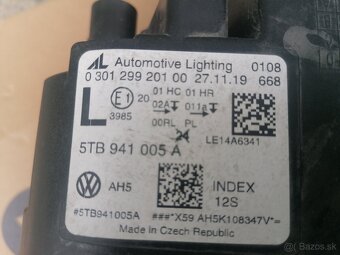 AL Automotive Lighting 0108
0 301 299 201 00 27.11.19 668
L E1 20 01 HC 01 HR
02A 011a
3985 00RL PL
24 LE14A6341
5TB 941 005 A
AH5 INDEX
12S
#5TB941005A ###*X59 AH5K108347V*=
Made in Czech Republic
Bazos.sk